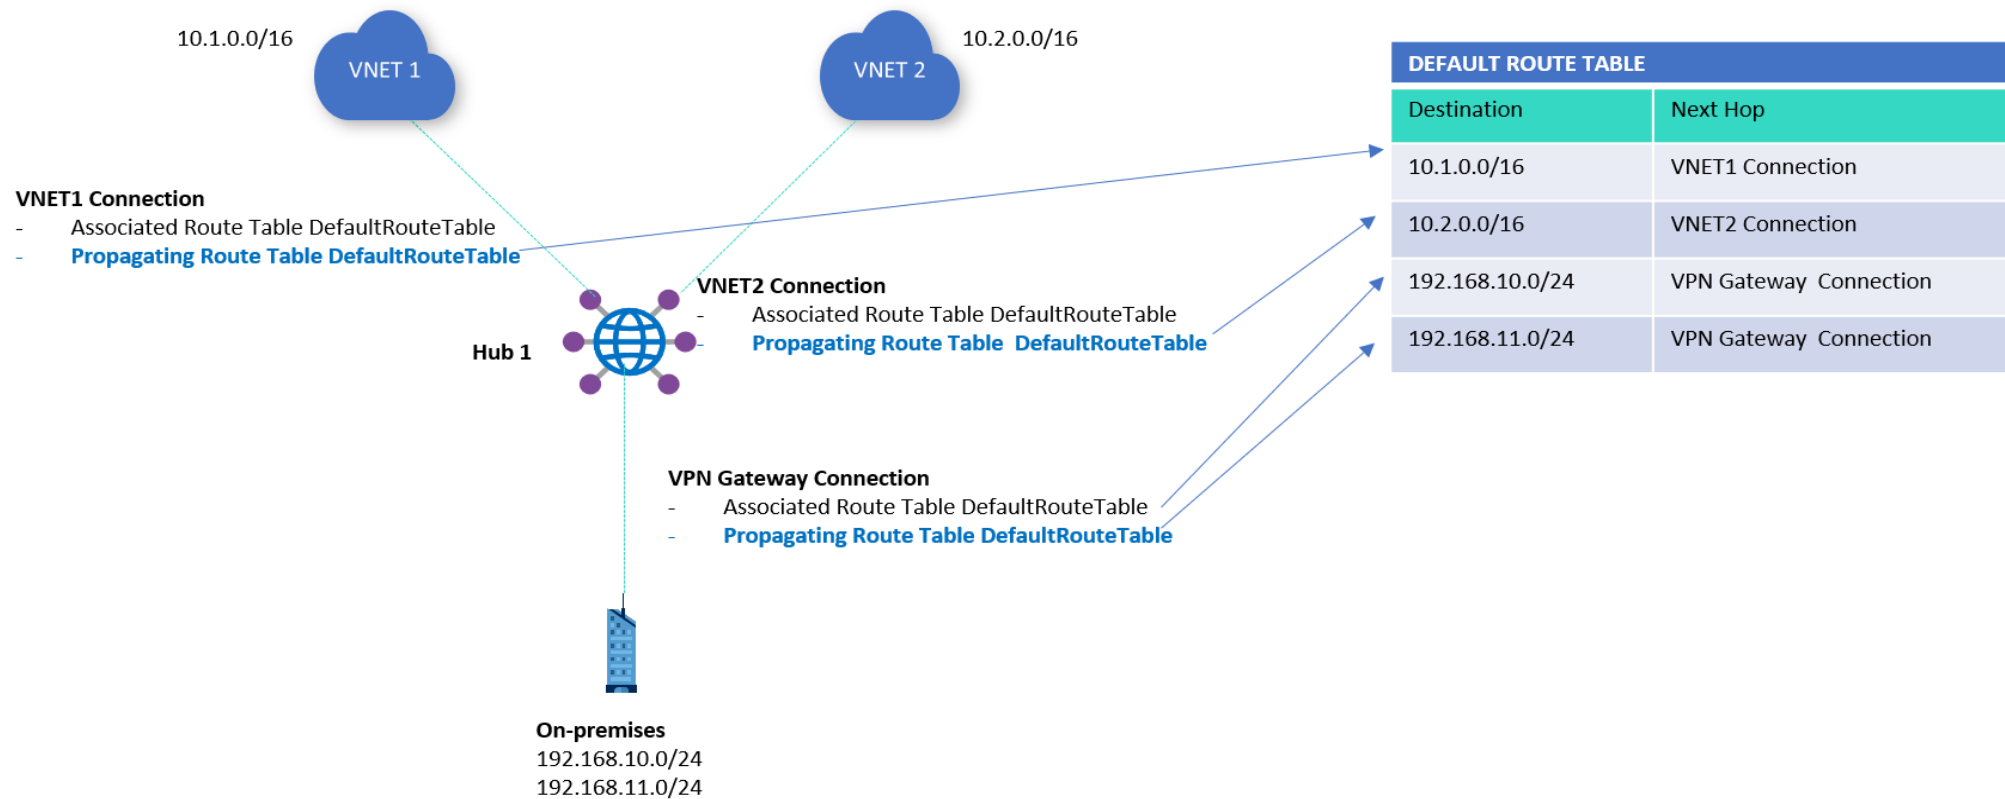 10.1.0.0/16
VNET 1
VNET 2
10.2.0.0/16
VNET1 Connection
- Associated Route Table DefaultRouteTable
- Propagating Route Table DefaultRouteTable
Hub 1
VNET2 Connection
- Associated Route Table DefaultRouteTable
- Propagating Route Table  DefaultRouteTable
VPN Gateway Connection
- Associated Route Table DefaultRouteTable
- Propagating Route Table DefaultRouteTable
On-premises
192.168.10.0/24
192.168.11.0/24
DEFAULT ROUTE TABLE
Destination Next Hop
10.1.0.0/16 VNET1 Connection
10.2.0.0/16 VNET2 Connection
192.168.10.0/24 VPN Gateway  Connection
192.168.11.0/24 VPN Gateway  Connection